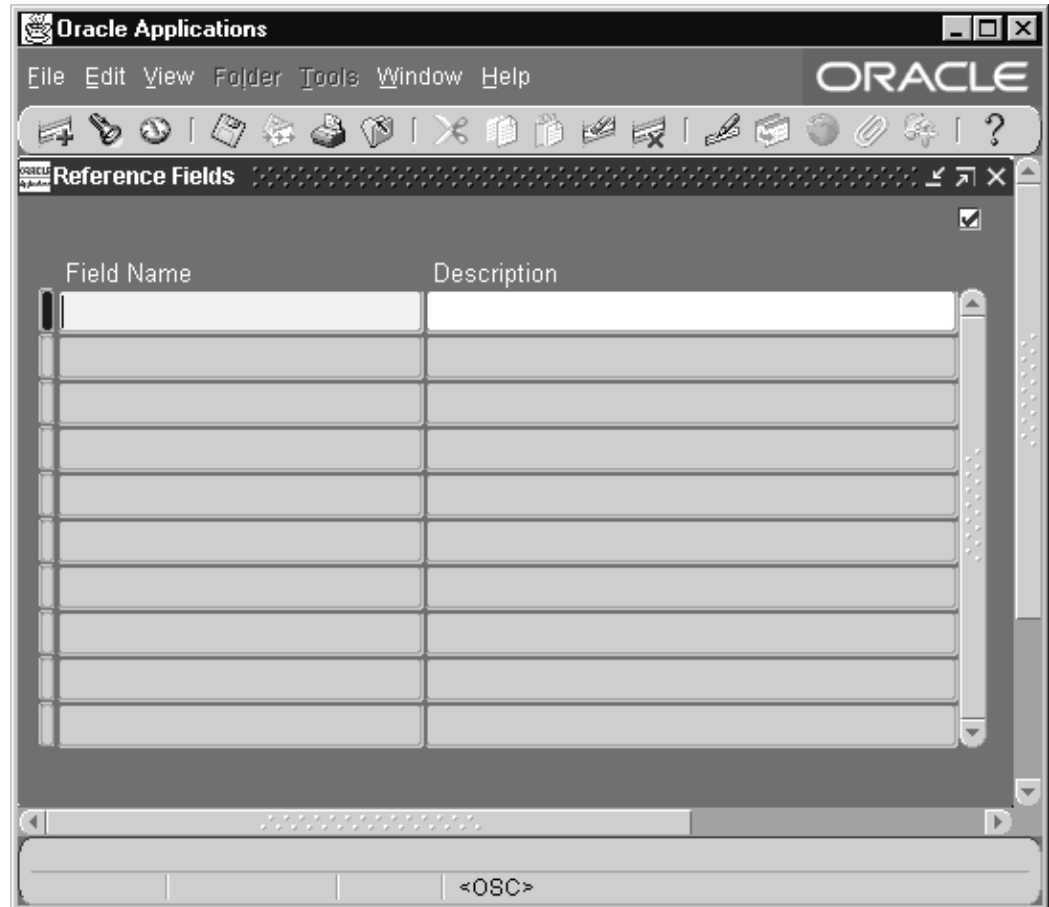 Oracle Applications
File Edit View Folder Tools Window Help
ORACLE
Reference Fields
Field Name Description
<OSC>